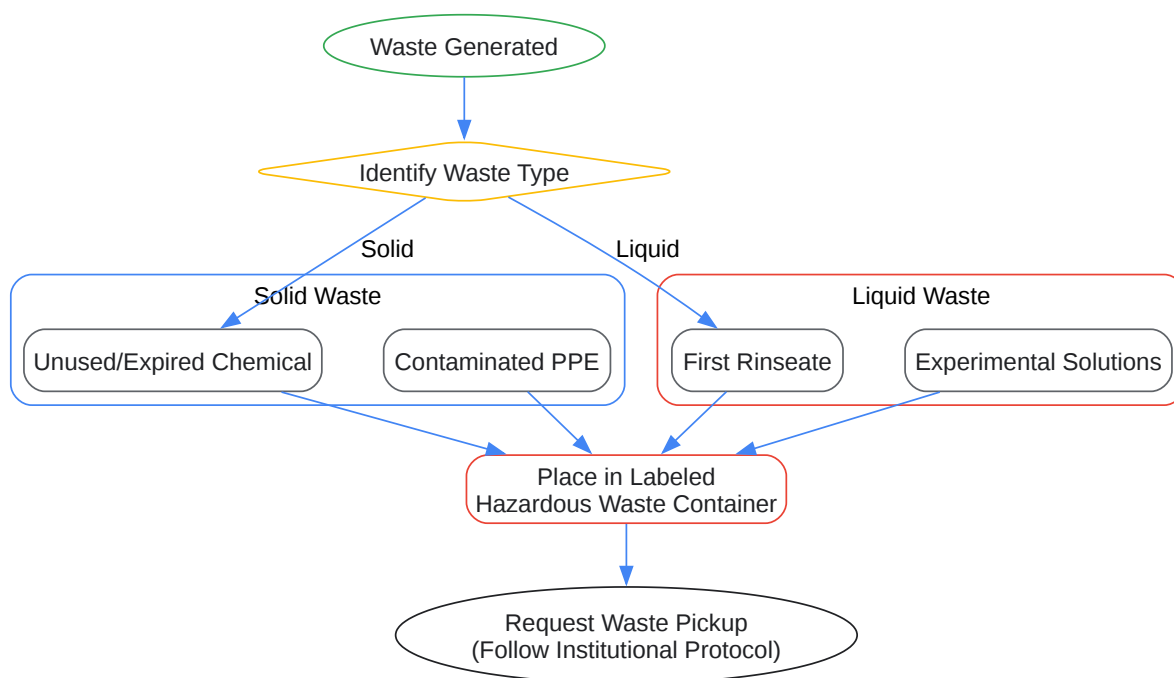 Waste Generated
Identify Waste Type
Solid
Liquid
Solid Waste
Liquid Waste
Unused/Expired Chemical
Contaminated PPE
First Rinseate
Experimental Solutions
Place in Labeled
Hazardous Waste Container
Request Waste Pickup
(Follow Institutional Protocol)